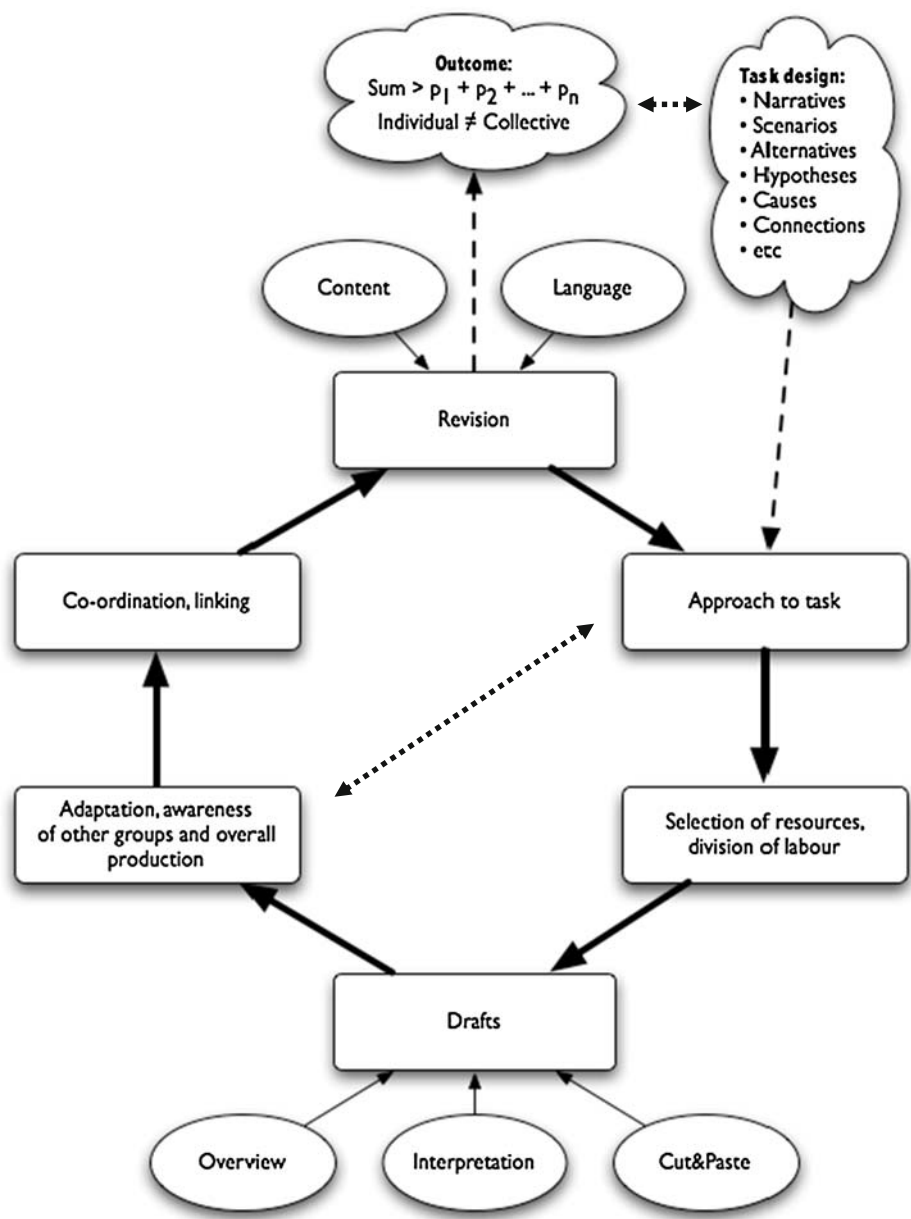 Outcome:
Sum > p1 + p2 + ... + pn
Individual ≠ Collective
Task design:
• Narratives
• Scenarios
• Alternatives
• Hypotheses
• Causes
• Connections
• etc
Content
Language
Revision
Co-ordination, linking
Approach to task
Adaptation, awareness
of other groups and overall
production
Selection of resources,
division of labour
Drafts
Overview
Interpretation
Cut&Paste